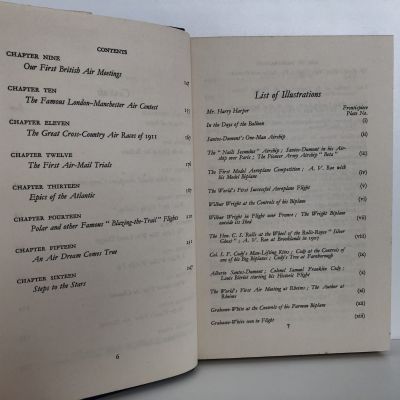 CONTENTS
CHAPTER NINE
Our First British Air Meetings
147
CHAPTER TEN
The Famous London-Manchester Air Contest
155
CHAPTER ELEVEN
The Great Cross-Country Air Races of 1911
167
CHAPTER TWELVE
The First Air-Mail Trials
176
CHAPTER THIRTEEN
Epics of the Atlantic
187
CHAPTER FOURTEEN
Polar and other Famous "Blazing-the-Trail" Flights
212
CHAPTER FIFTEEN
An Air Dream Comes True
CHAPTER SIXTEEN
Steps to the Stars
6
List of Illustrations
Mr. Harry Harper Frontispiece
Plate No.
In the Days of the Balloon (i)
Santos-Dumont's One-Man Airship (ii)
The "Nulli Secundus" Airship; Santos-Dumont in his Air-
ship over Paris; The Pioneer Army Airship "Beta" (iii)
The First Model Aeroplane Competition; A. V. Roe with
his Model Biplane (iv)
The World's First Successful Aeroplane Flight (v)
Wilbur Wright at the Controls of his Biplane (vi)
Wilbur Wright in Flight over France; The Wright Biplane
outside its Shed (vii)
The Hon. C. S. Rolls at the Wheel of the Rolls-Royce "Silver
Ghost"; A. V. Roe at Brooklands in 1907 (viii)
Col. S. F. Cody's Man-Lifting Kites; Cody at the Controls
of one of his Big Biplanes; Cody's Tree at Farnborough (ix)
Alberto Santos-Dumont; Colonel Samuel Franklin Cody;
Louis Blériot starting his Historic Flight (x)
The World's First Air Meeting at Rheims; The Author at
Rheims (xi)
Grahame-White at the Controls of his Farman Biplane (xii)
Grahame-White seen in Flight (xiii)
7